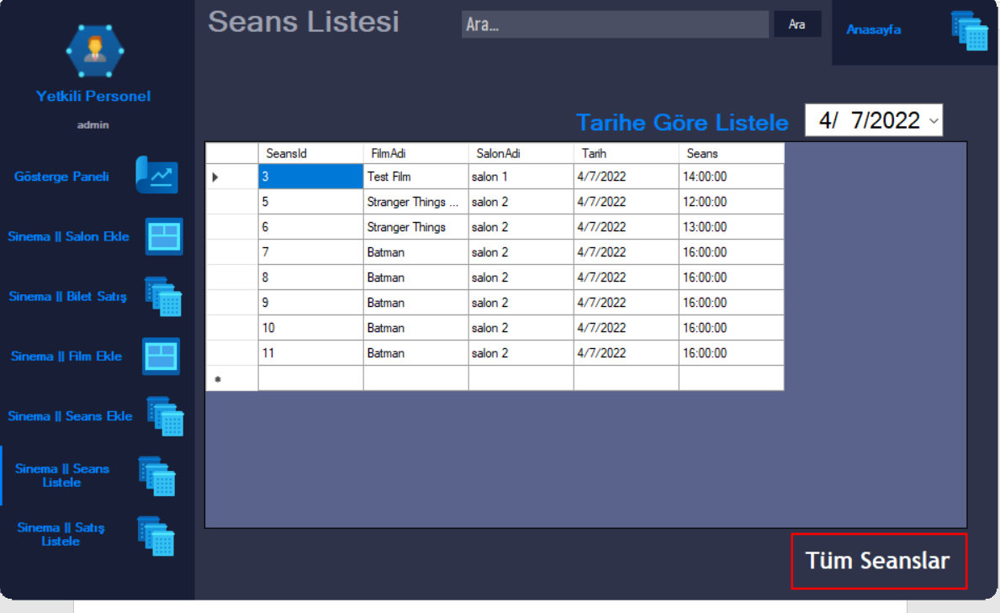 Seans Listesi
Ara...
Ara
Anasayfa
Yetkili Personel
admin
Gösterge Paneli
Sinema || Salon Ekle
Sinema || Bilet Satış
Sinema || Film Ekle
Sinema || Seans Ekle
Sinema || Seans
Listele
Sinema || Satış
Listele
Tarihe Göre Listele 4/ 7/2022
SeansId FilmAdi SalonAdi Tarih Seans
3 Test Film salon 1 4/7/2022 14:00:00
5 Stranger Things ... salon 2 4/7/2022 12:00:00
6 Stranger Things salon 2 4/7/2022 13:00:00
7 Batman salon 2 4/7/2022 16:00:00
8 Batman salon 2 4/7/2022 16:00:00
9 Batman salon 2 4/7/2022 16:00:00
10 Batman salon 2 4/7/2022 16:00:00
11 Batman salon 2 4/7/2022 16:00:00
Tüm Seanslar